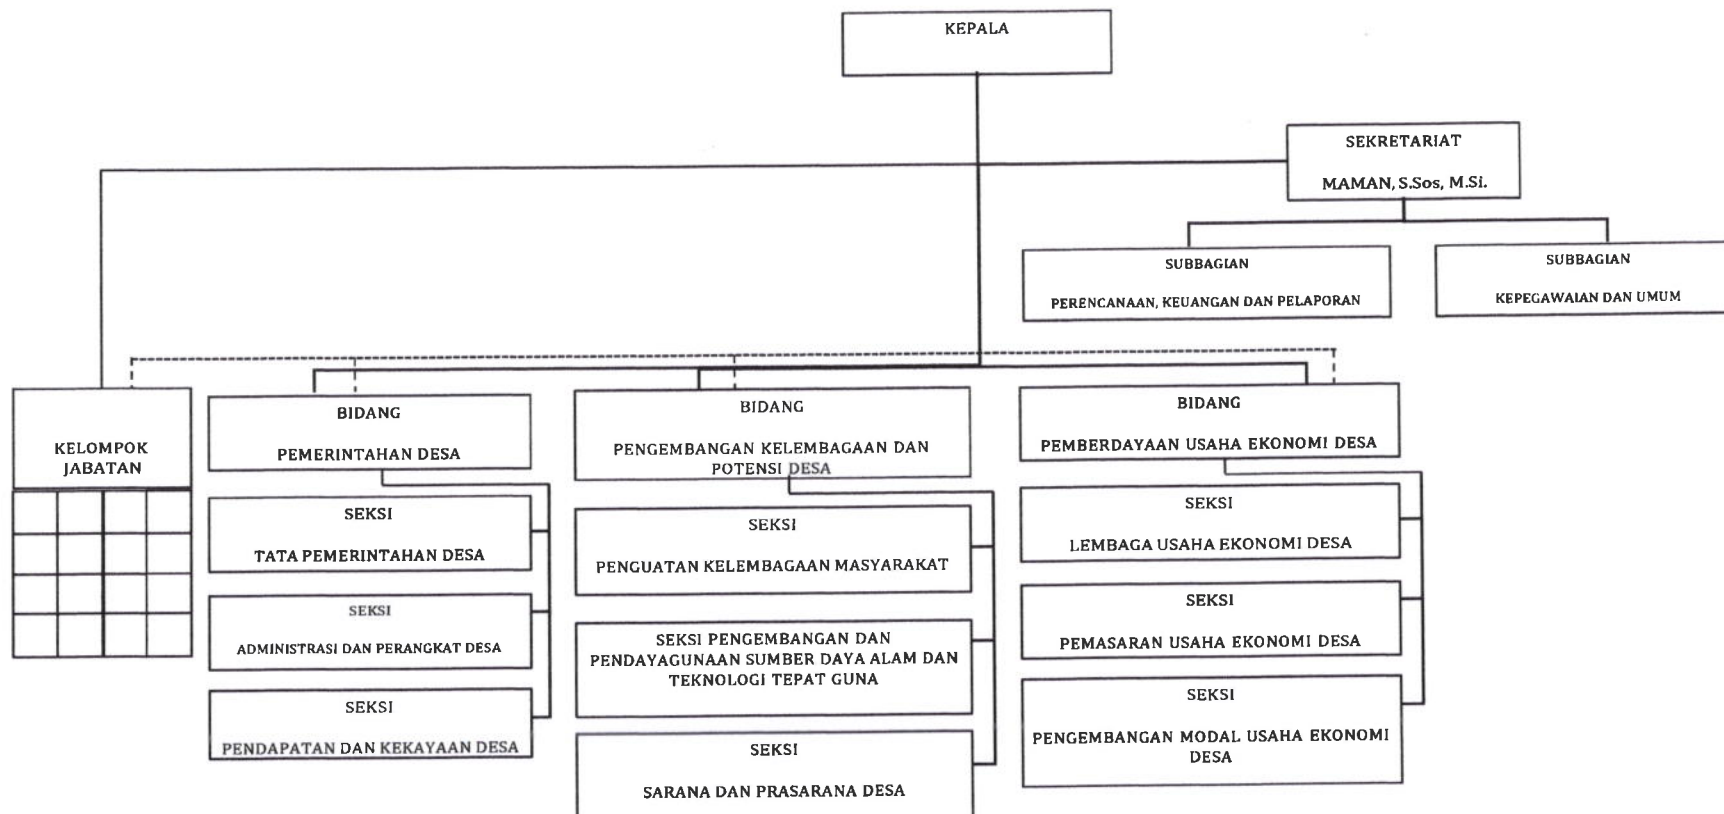 KEPALA
SEKRETARIAT
MAMAN, S.Sos, M.Si.
SUBBAGIAN
PERENCANAAN, KEUANGAN DAN PELAPORAN
SUBBAGIAN
KEPEGAWAIAN DAN UMUM
KELOMPOK
JABATAN
BIDANG
PEMERINTAHAN DESA
SEKSI
TATA PEMERINTAHAN DESA
SEKSI
ADMINISTRASI DAN PERANGKAT DESA
SEKSI
PENDAPATAN DAN KEKAYAAN DESA
BIDANG
PENGEMBANGAN KELEMBAGAAN DAN
POTENSI DESA
SEKSI
PENGUATAN KELEMBAGAAN MASYARAKAT
SEKSI PENGEMBANGAN DAN
PENDAYAGUNAAN SUMBER DAYA ALAM DAN
TEKNOLOGI TEPAT GUNA
SEKSI
SARANA DAN PRASARANA DESA
BIDANG
PEMBERDAYAAN USAHA EKONOMI DESA
SEKSI
LEMBAGA USAHA EKONOMI DESA
SEKSI
PEMASARAN USAHA EKONOMI DESA
SEKSI
PENGEMBANGAN MODAL USAHA EKONOMI
DESA